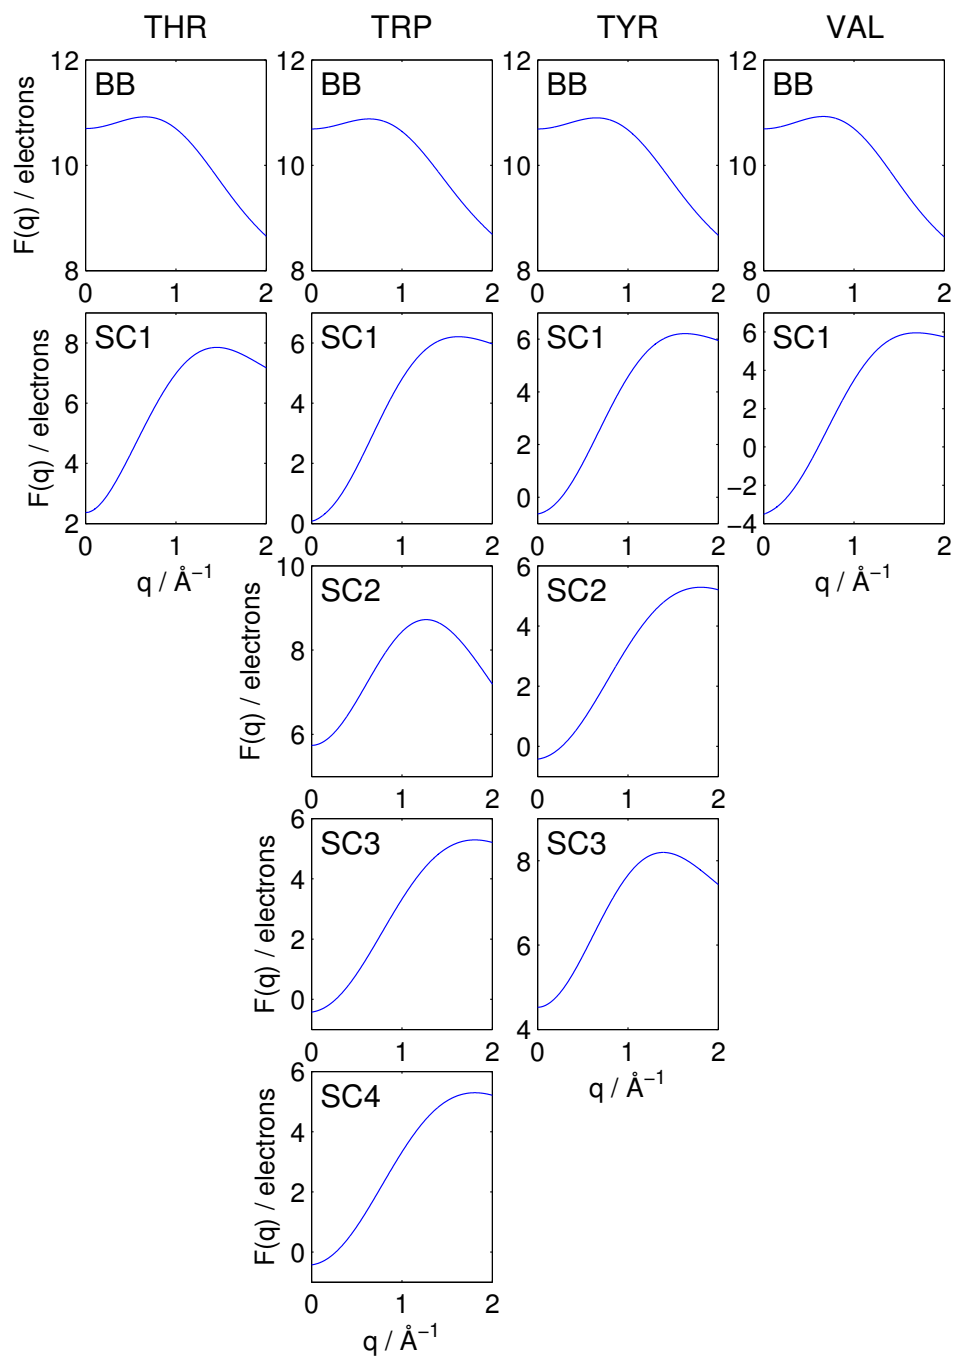 THR TRP TYR VAL
F(q) / electrons
12 12 12 12
BB BB BB BB
10 10 10 10
8 8 8 8
0 1 2 0 1 2 0 1 2 0 1 2
F(q) / electrons
SC1 SC1 SC1 SC1
8 6 6 6
6 4 4 4
4 2 2 2
2 0 0 0
−2
−4
0 1 2 0 1 2 0 1 2 0 1 2
q / Å⁻¹ q / Å⁻¹
F(q) / electrons
10 6
SC2 SC2
8 4
6 2
0
0 1 2 0 1 2
F(q) / electrons
6
SC3 SC3
4 8
2 6
0 4
0 1 2 0 1 2
q / Å⁻¹
F(q) / electrons
6
SC4
4
2
0
0 1 2
q / Å⁻¹